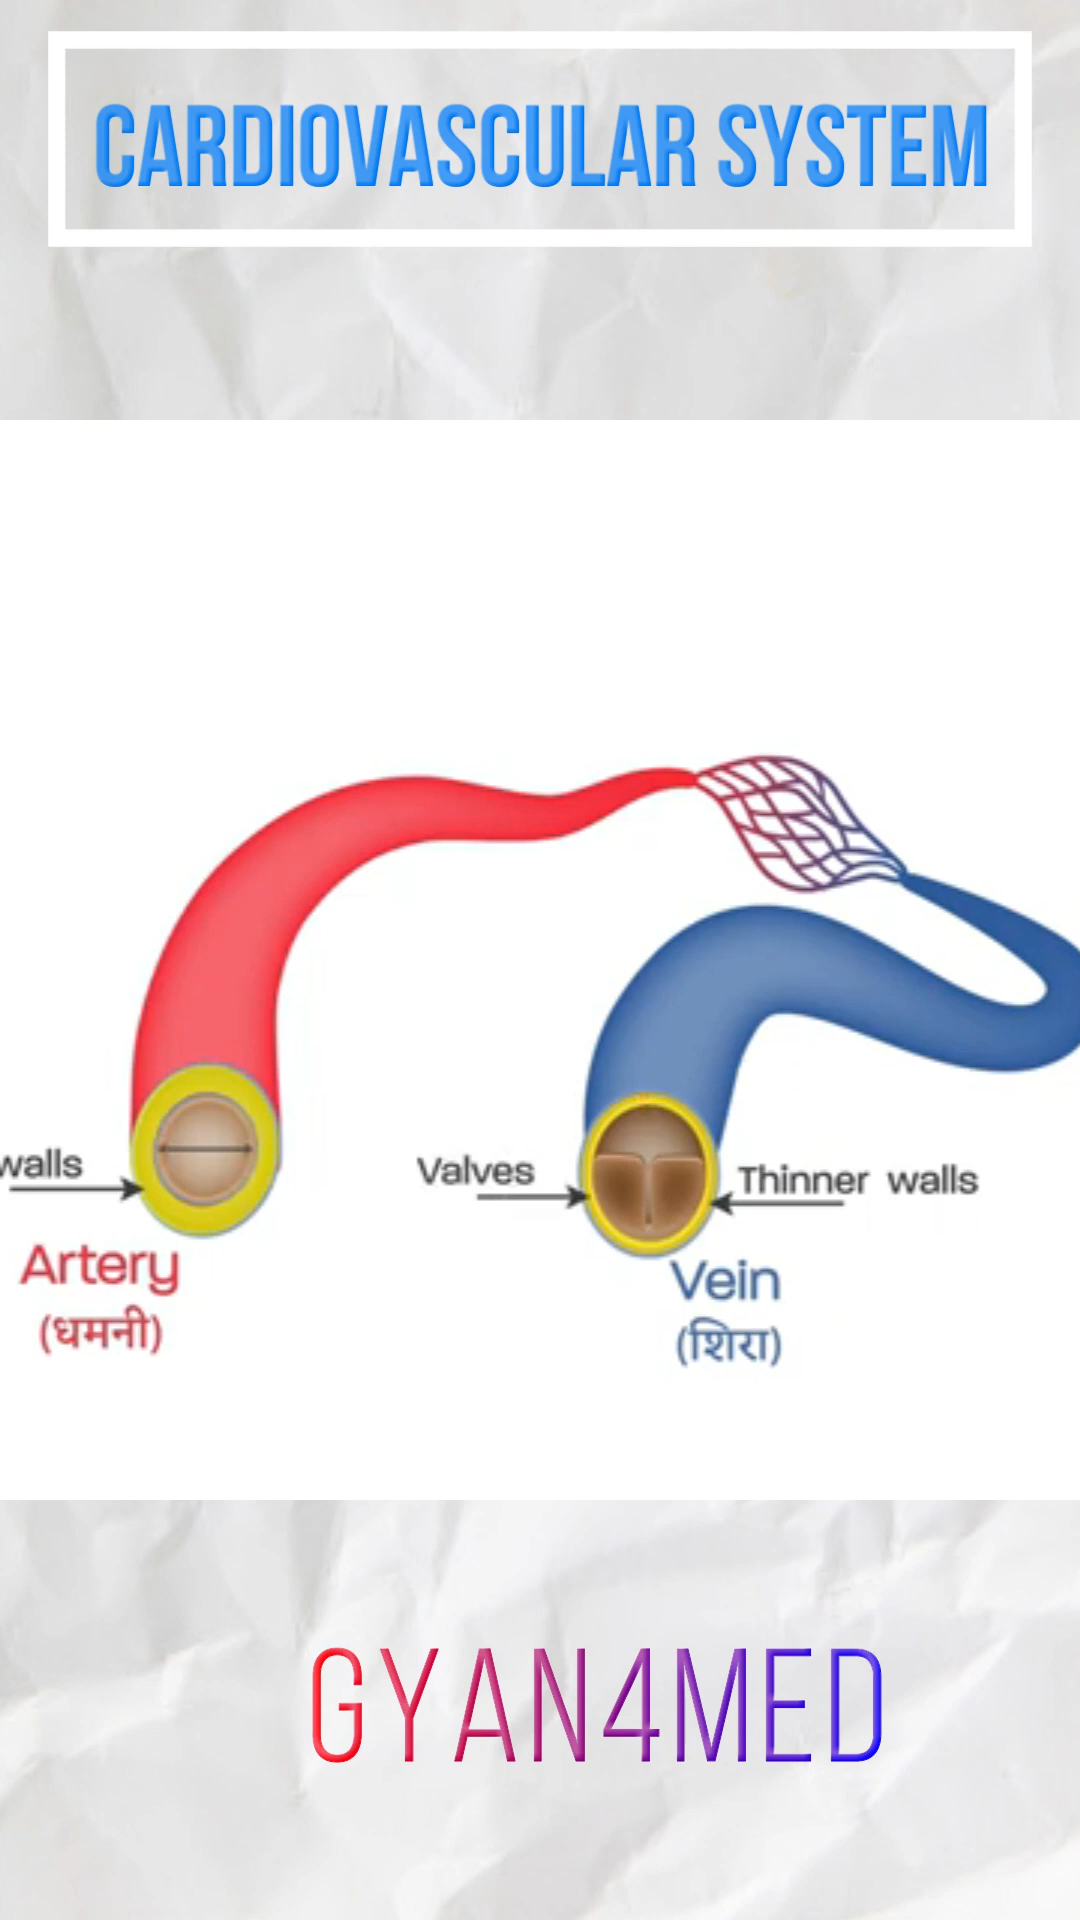 CARDIOVASCULAR SYSTEM
walls
Valves
Thinner walls
Artery
(धमनी)
Vein
(शिरा)
GYAN4MED